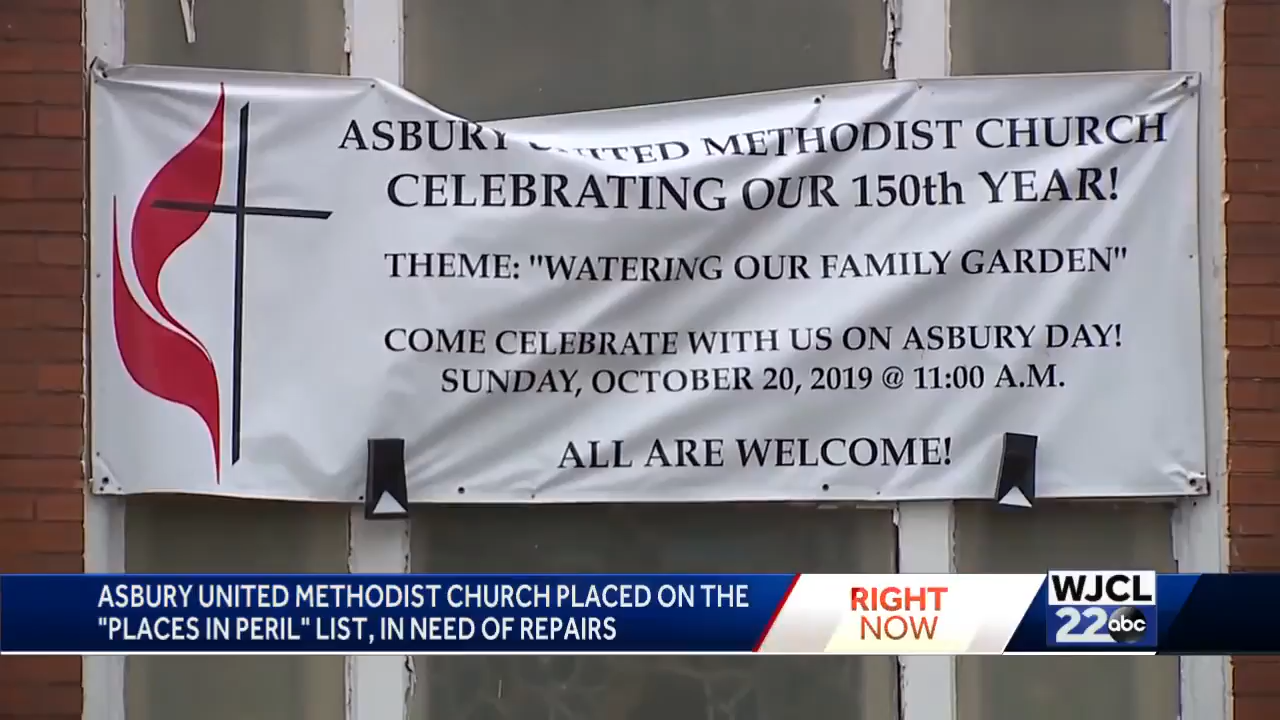 ASBURY UNITED METHODIST CHURCH
CELEBRATING OUR 150th YEAR!
THEME: "WATERING OUR FAMILY GARDEN"
COME CELEBRATE WITH US ON ASBURY DAY!
SUNDAY, OCTOBER 20, 2019 @ 11:00 A.M.
ALL ARE WELCOME!
ASBURY UNITED METHODIST CHURCH PLACED ON THE
"PLACES IN PERIL" LIST, IN NEED OF REPAIRS
RIGHT
NOW
WJCL
22 abc